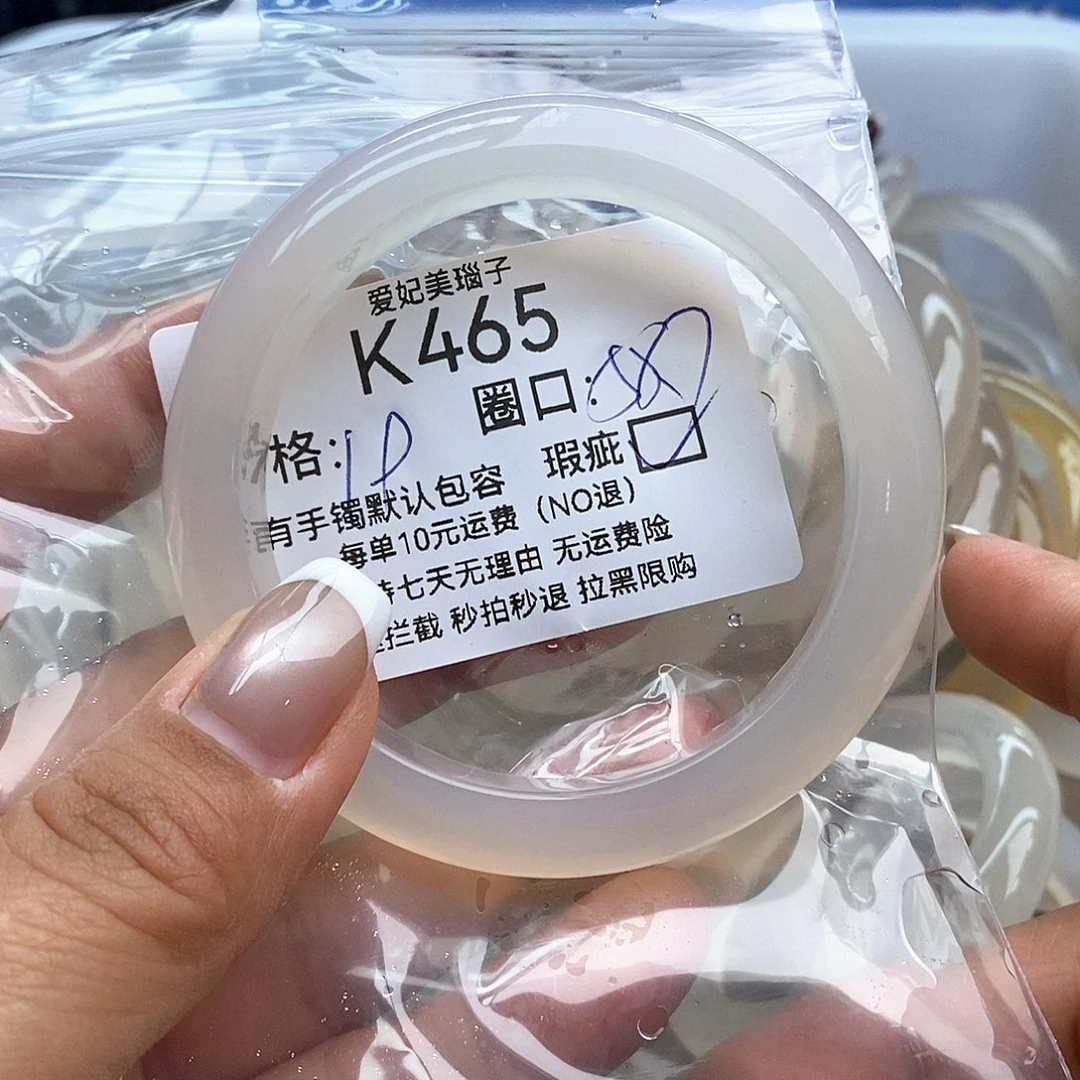 爱妃美瑙子
K465
圈口:
格:
瑕疵
有手镯默认包容
每单10元运费（NO退）
七天无理由 无运费险
拦截 秒拍秒退 拉黑限购